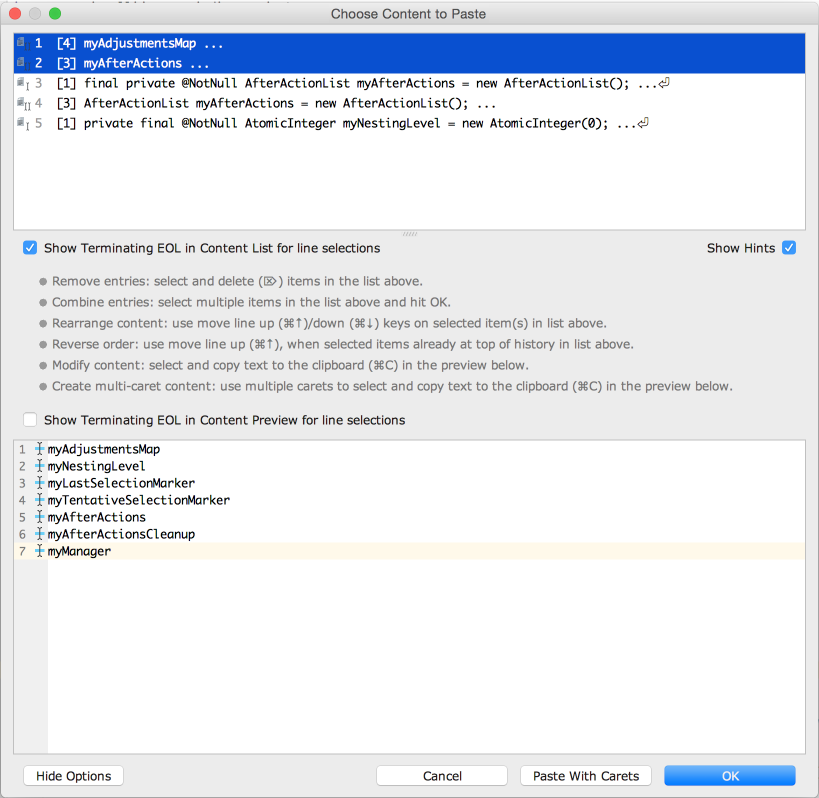 Choose Content to Paste
1 [4] myAdjustmentsMap ...
2 [3] myAfterActions ...
3 [1] final private @NotNull AfterActionList myAfterActions = new AfterActionList(); ...⏎
4 [3] AfterActionList myAfterActions = new AfterActionList(); ...
5 [1] private final @NotNull AtomicInteger myNestingLevel = new AtomicInteger(0); ...⏎
Show Terminating EOL in Content List for line selections Show Hints
● Remove entries: select and delete (⌦) items in the list above.
● Combine entries: select multiple items in the list above and hit OK.
● Rearrange content: use move line up (⌘↑)/down (⌘↓) keys on selected item(s) in list above.
● Reverse order: use move line up (⌘↑), when selected items already at top of history in list above.
● Modify content: select and copy text to the clipboard (⌘C) in the preview below.
● Create multi-caret content: use multiple carets to select and copy text to the clipboard (⌘C) in the preview below.
Show Terminating EOL in Content Preview for line selections
1 myAdjustmentsMap
2 myNestingLevel
3 myLastSelectionMarker
4 myTentativeSelectionMarker
5 myAfterActions
6 myAfterActionsCleanup
7 myManager
Hide Options Cancel Paste With Carets OK